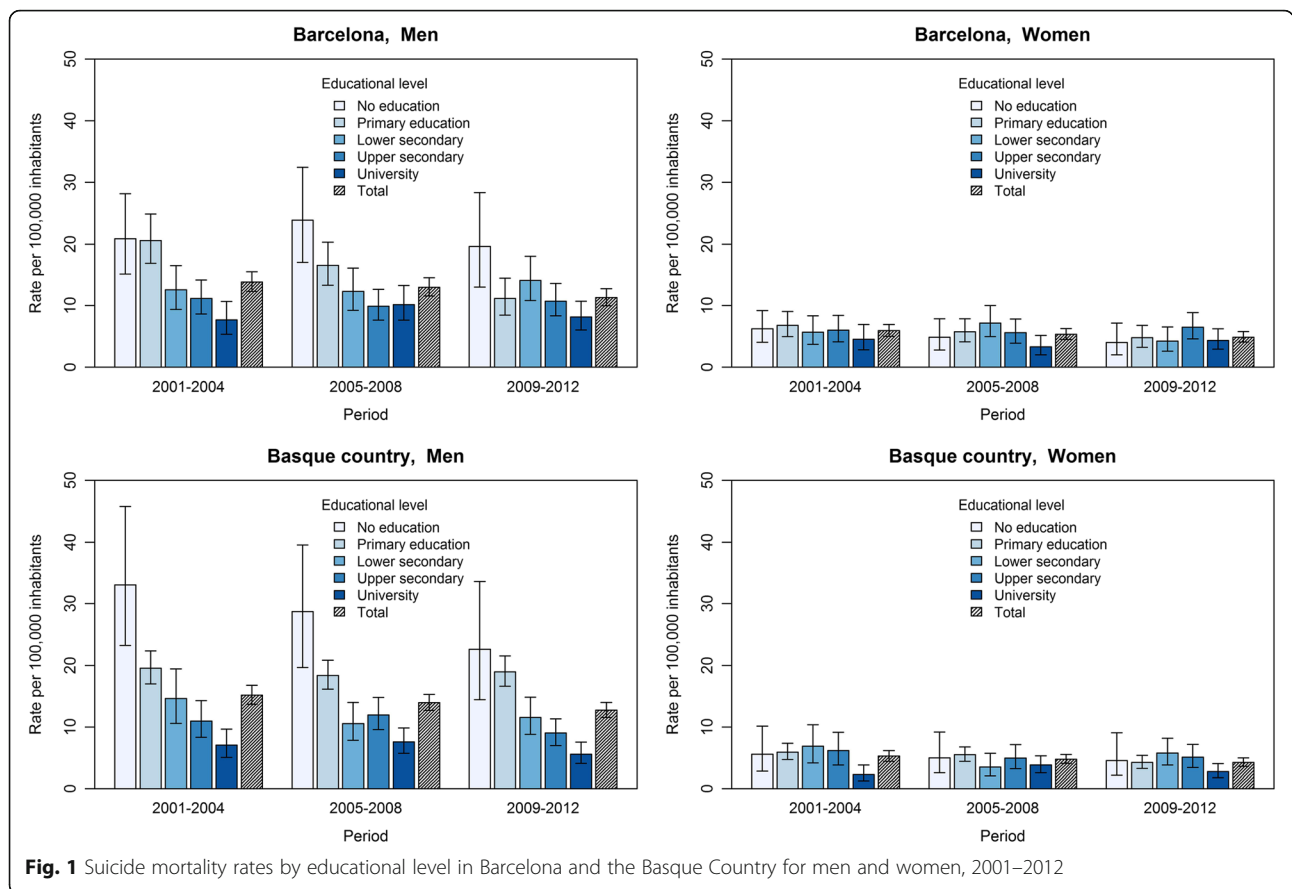 Barcelona, Men
50
40
30
20
10
0
Rate per 100,000 inhabitants
Educational level
No education
Primary education
Lower secondary
Upper secondary
University
Total
2001-2004
2005-2008
2009-2012
Period
Barcelona, Women
50
40
30
20
10
0
Rate per 100,000 inhabitants
Educational level
No education
Primary education
Lower secondary
Upper secondary
University
Total
2001-2004
2005-2008
2009-2012
Period
Basque country, Men
50
40
30
20
10
0
Rate per 100,000 inhabitants
Educational level
No education
Primary education
Lower secondary
Upper secondary
University
Total
2001-2004
2005-2008
2009-2012
Period
Basque country, Women
50
40
30
20
10
0
Rate per 100,000 inhabitants
Educational level
No education
Primary education
Lower secondary
Upper secondary
University
Total
2001-2004
2005-2008
2009-2012
Period
Fig. 1 Suicide mortality rates by educational level in Barcelona and the Basque Country for men and women, 2001–2012